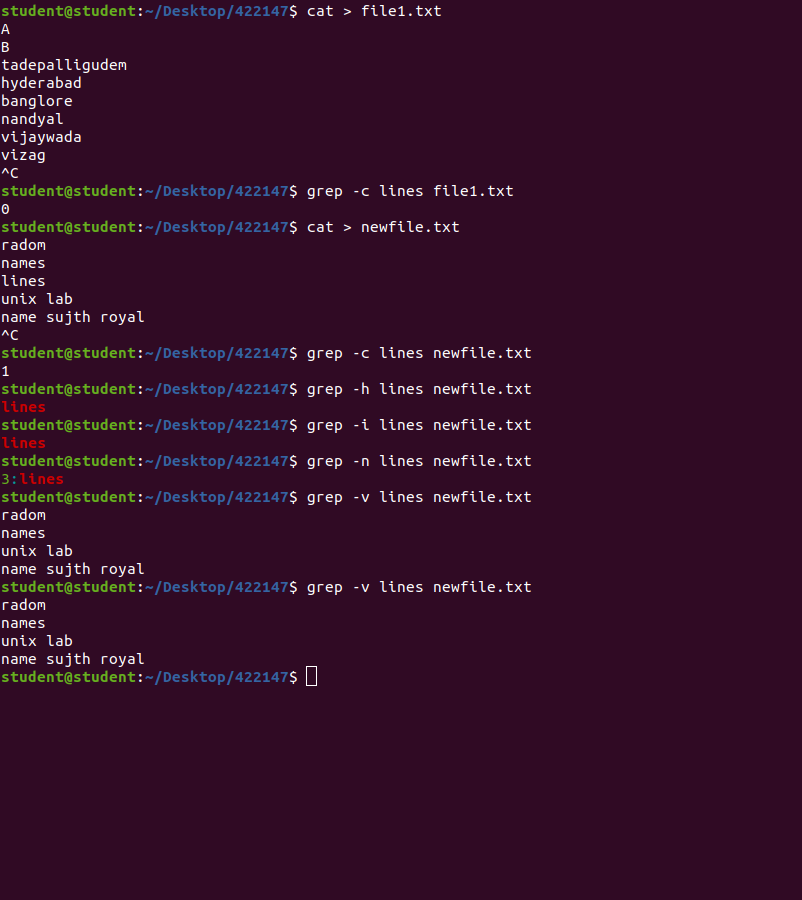 student@student:~/Desktop/422147$ cat > file1.txt
A
B
tadepalligudem
hyderabad
banglore
nandyal
vijaywada
vizag
^C
student@student:~/Desktop/422147$ grep -c lines file1.txt
0
student@student:~/Desktop/422147$ cat > newfile.txt
radom
names
lines
unix lab
name sujth royal
^C
student@student:~/Desktop/422147$ grep -c lines newfile.txt
1
student@student:~/Desktop/422147$ grep -h lines newfile.txt
lines
student@student:~/Desktop/422147$ grep -i lines newfile.txt
lines
student@student:~/Desktop/422147$ grep -n lines newfile.txt
3:lines
student@student:~/Desktop/422147$ grep -v lines newfile.txt
radom
names
unix lab
name sujth royal
student@student:~/Desktop/422147$ grep -v lines newfile.txt
radom
names
unix lab
name sujth royal
student@student:~/Desktop/422147$